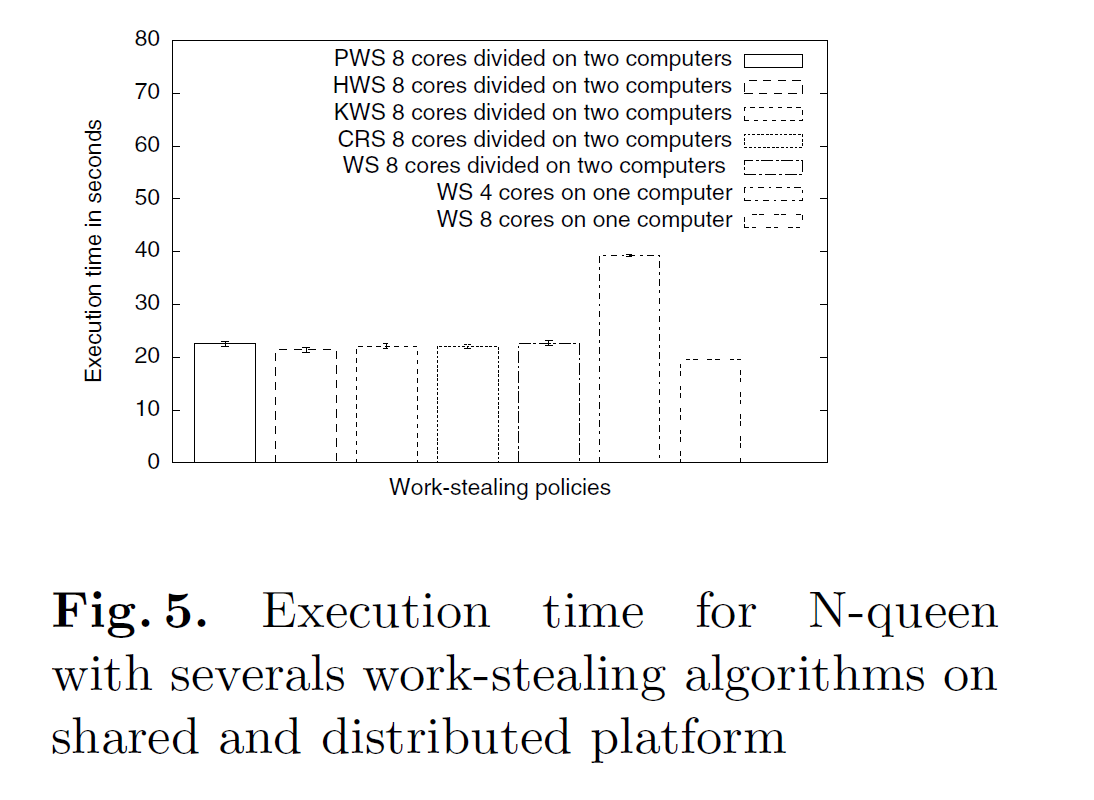 80
70
60
50
40
30
20
10
0
Execution time in seconds
PWS 8 cores divided on two computers
HWS 8 cores divided on two computers
KWS 8 cores divided on two computers
CRS 8 cores divided on two computers
WS 8 cores divided on two computers
WS 4 cores on one computer
WS 8 cores on one computer
Work-stealing policies
Fig. 5. Execution time for N-queen
with severals work-stealing algorithms on
shared and distributed platform